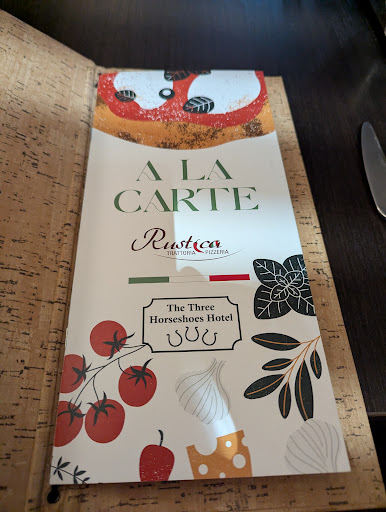 A LA
CARTE
Rustica
TRATTORIA PIZZERIA
The Three
Horseshoes Hotel